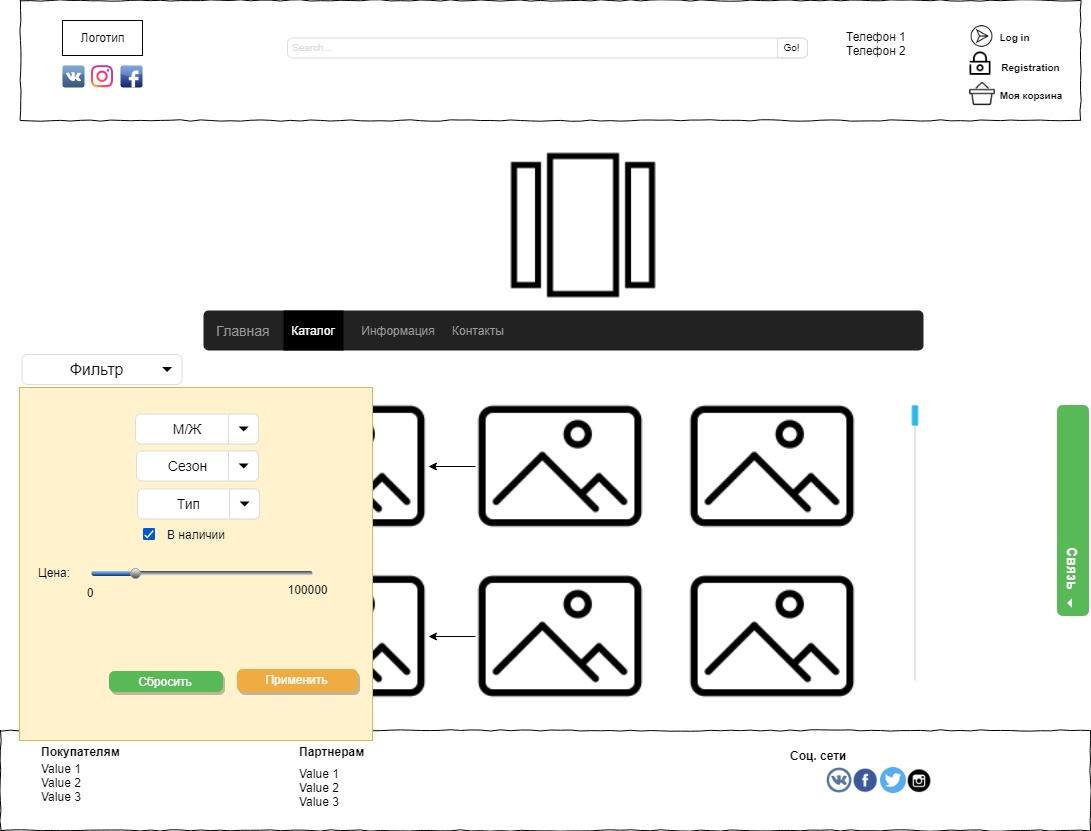 Логотип
Search...
Go!
Телефон 1
Телефон 2
Log in
Registration
Моя корзина
Главная
Каталог
Информация
Контакты
Фильтр
М/Ж
Сезон
Тип
В наличии
Цена:
0
100000
Сбросить
Применить
Связь
Покупателям
Value 1
Value 2
Value 3
Партнерам
Value 1
Value 2
Value 3
Соц. сети